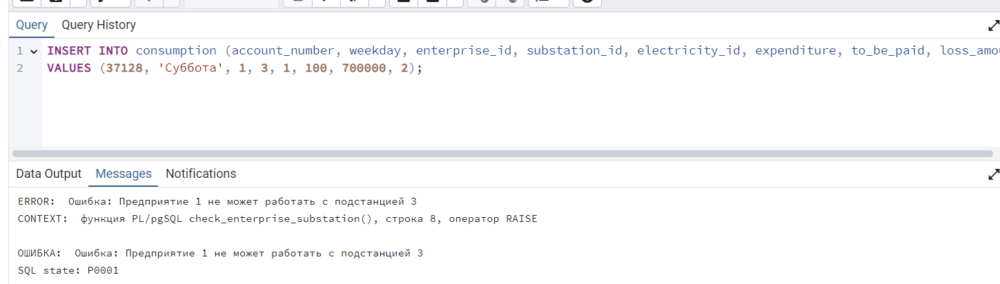 Query Query History
1 INSERT INTO consumption (account_number, weekday, enterprise_id, substation_id, electricity_id, expenditure, to_be_paid,
2 VALUES (37128, 'Суббота', 1, 3, 1, 100, 700000, 2);
Data Output Messages Notifications
ERROR: Ошибка: Предприятие 1 не может работать с подстанцией 3
CONTEXT: функция PL/pgSQL check_enterprise_substation(), строка 8, оператор RAISE
ОШИБКА: Ошибка: Предприятие 1 не может работать с подстанцией 3
SQL state: P0001